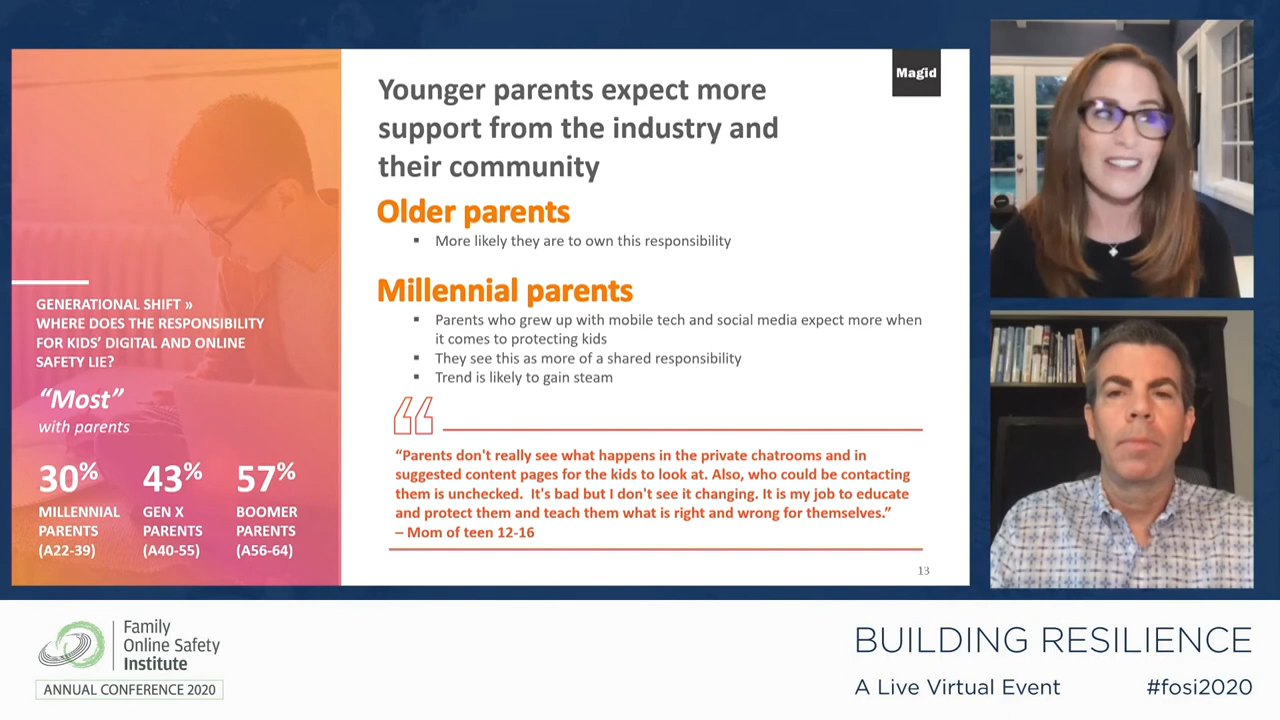 Magid
Younger parents expect more
support from the industry and
their community
Older parents
▪ More likely they are to own this responsibility
Millennial parents
▪ Parents who grew up with mobile tech and social media expect more when
it comes to protecting kids
▪ They see this as more of a shared responsibility
▪ Trend is likely to gain steam
“Parents don't really see what happens in the private chatrooms and in
suggested content pages for the kids to look at. Also, who could be contacting
them is unchecked.  It's bad but I don't see it changing. It is my job to educate
and protect them and teach them what is right and wrong for themselves.”
– Mom of teen 12-16
13
GENERATIONAL SHIFT »
WHERE DOES THE RESPONSIBILITY
FOR KIDS’ DIGITAL AND ONLINE
SAFETY LIE?
“Most”
with parents
30% 43% 57%
MILLENNIAL PARENTS (A22-39)
GEN X PARENTS (A40-55)
BOOMER PARENTS (A56-64)
Family
Online Safety
Institute
ANNUAL CONFERENCE 2020
BUILDING RESILIENCE
A Live Virtual Event #fosi2020